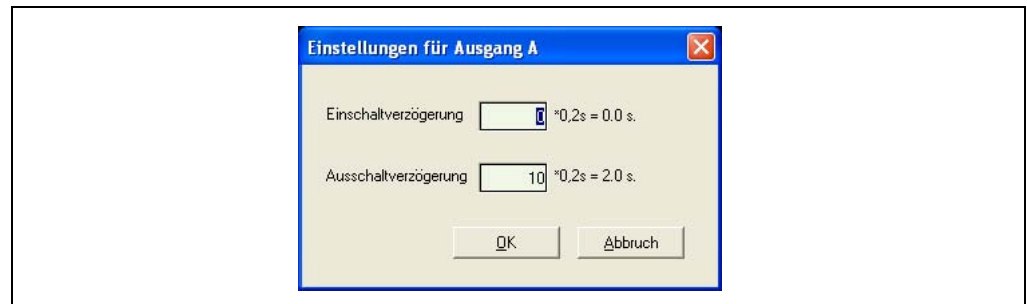 Einstellungen für Ausgang A
Einschaltverzögerung 0 *0,2s = 0.0 s.
Ausschaltverzögerung 10 *0,2s = 2.0 s.
OK Abbruch